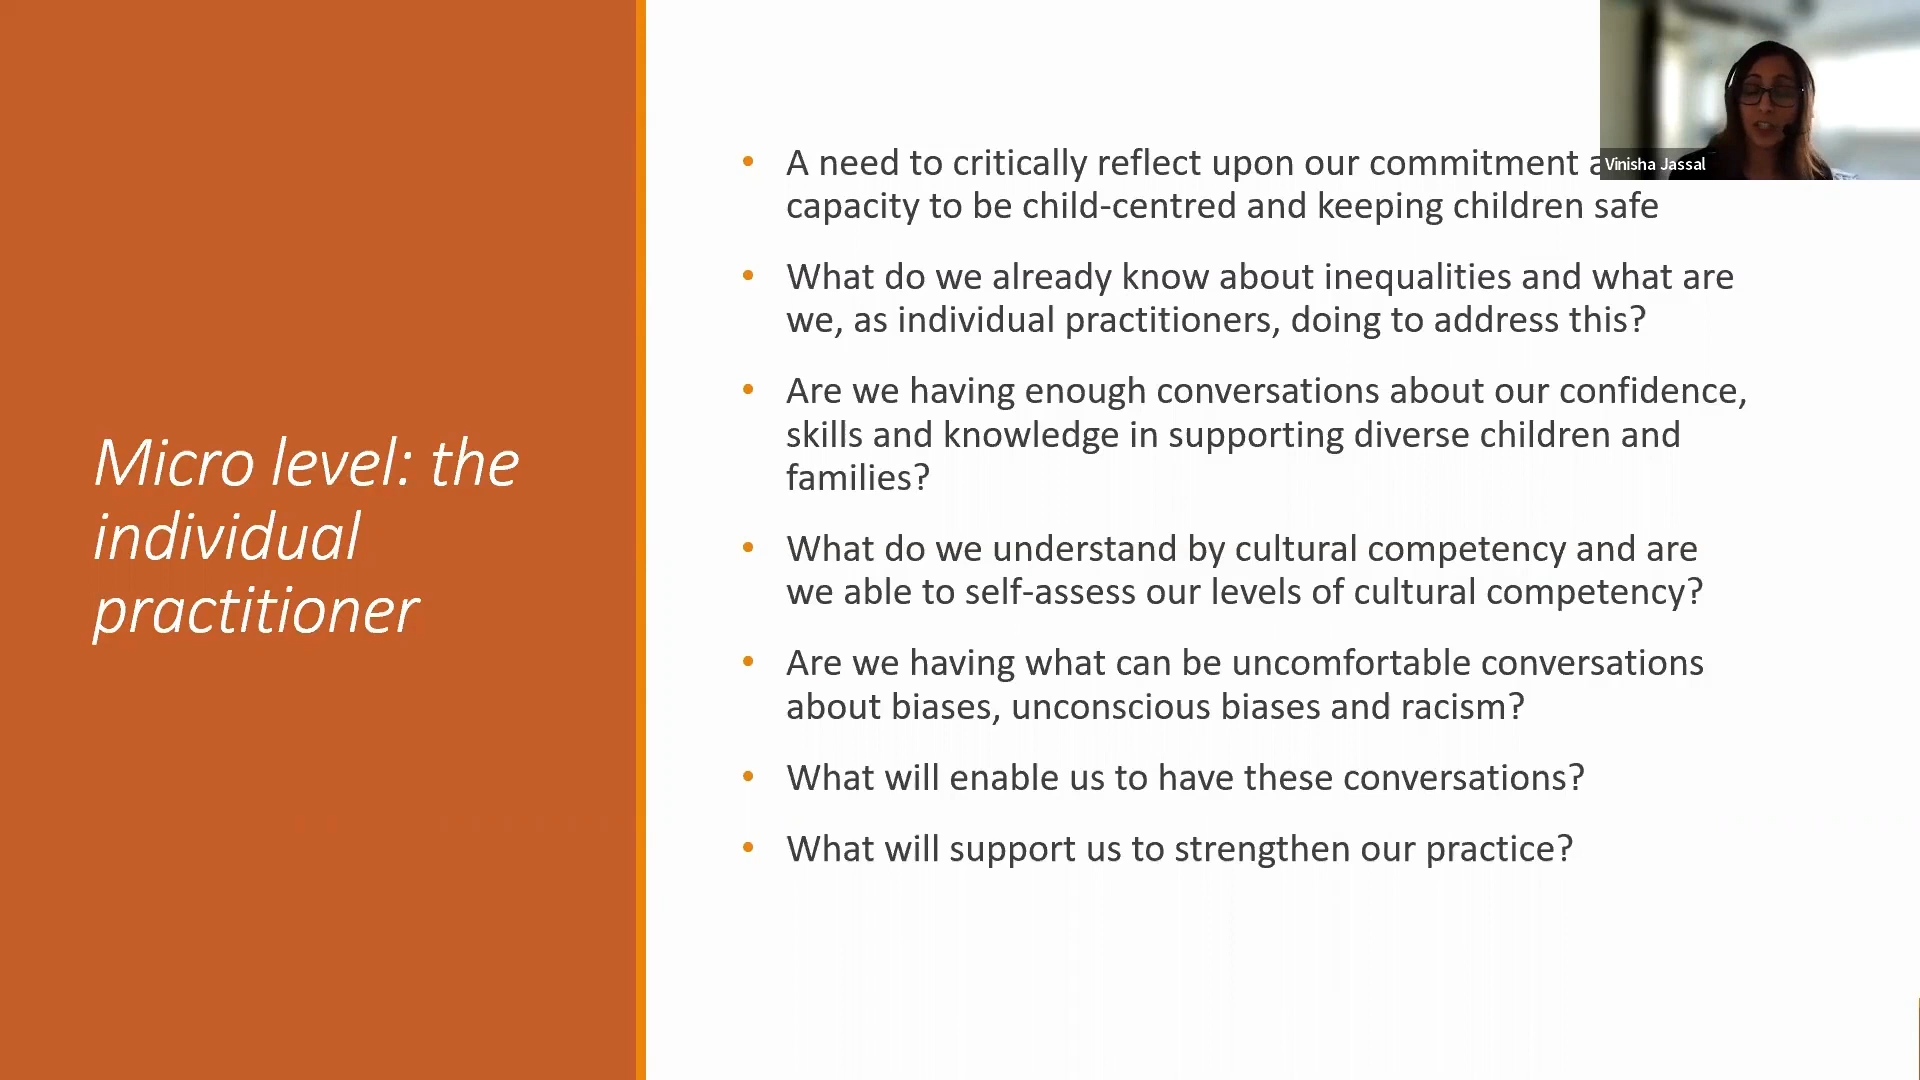 Micro level: the
individual
practitioner
• A need to critically reflect upon our commitment
capacity to be child-centred and keeping children safe
• What do we already know about inequalities and what are
we, as individual practitioners, doing to address this?
• Are we having enough conversations about our confidence,
skills and knowledge in supporting diverse children and
families?
• What do we understand by cultural competency and are
we able to self-assess our levels of cultural competency?
• Are we having what can be uncomfortable conversations
about biases, unconscious biases and racism?
• What will enable us to have these conversations?
• What will support us to strengthen our practice?
Vinisha Jassal